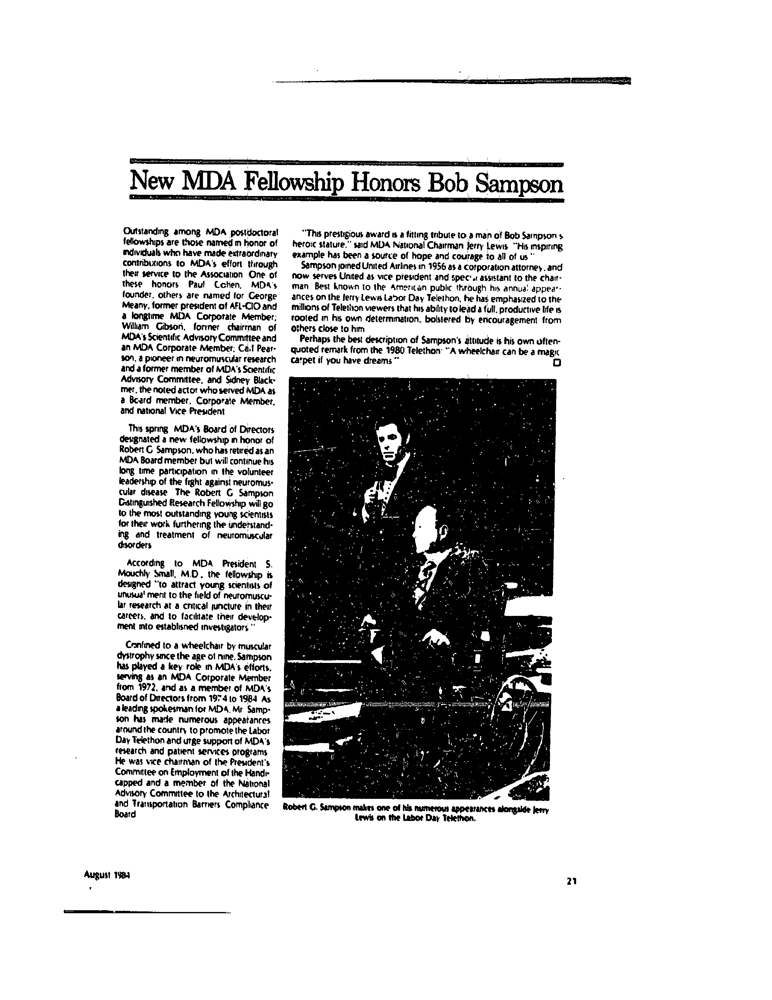 New MDA Fellowship Honors Bob Sampson
Outstanding among MDA postdoctoral
fellowships are those named in honor of
individuals who have made extraordinary
contributions to MDA's effort through
their service to the Association One of
these honors Paul Cohen, MDA's
founder, others are named for George
Meany, former president of AFL-CIO and
a longtime MDA Corporate Member;
William Gibson, former chairman of
MDA's Scientific Advisory Committee and
an MDA Corporate Member; Carl Pear-
son, a pioneer in neuromuscular research
and a former member of MDA's Scientific
Advisory Committee, and Sidney Black-
mer, the noted actor who served MDA as
a Board member, Corporate Member,
and national Vice President
This spring MDA's Board of Directors
designated a new fellowship in honor of
Robert G Sampson, who has retired as an
MDA Board member but will continue his
long time participation in the volunteer
leadership of the fight against neuromus-
cular disease The Robert G Sampson
Distinguished Research Fellowship will go
to the most outstanding young scientists
for their work furthering the understand-
ing and treatment of neuromuscular
disorders
According to MDA President S.
Mouchly Small, M.D, the fellowship is
designed "to attract young scientists of
unusual merit to the field of neuromuscu-
lar research at a critical juncture in their
careers, and to facilitate their develop-
ment into established investigators"
Confined to a wheelchair by muscular
dystrophy since the age of nine, Sampson
has played a key role in MDA's efforts,
serving as an MDA Corporate Member
from 1972, and as a member of MDA's
Board of Directors from 1974 to 1984 As
a leading spokesman for MDA, Mr Samp-
son has made numerous appearances
around the country to promote the Labor
Day Telethon and urge support of MDA's
research and patient services programs
He was vice chairman of the President's
Committee on Employment of the Handi-
capped and a member of the National
Advisory Committee to the Architectural
and Transportation Barriers Compliance
Board
"This prestigious award is a fitting tribute to a man of Bob Sampson s
heroic stature," said MDA National Chairman Jerry Lewis "His inspiring
example has been a source of hope and courage to all of us"
Sampson joined United Airlines in 1956 as a corporation attorney, and
now serves United as vice president and special assistant to the chair-
man Best known to the American public through his annual appear-
ances on the Jerry Lewis Labor Day Telethon, he has emphasized to the
millions of Telethon viewers that his ability to lead a full, productive life is
rooted in his own determination, bolstered by encouragement from
others close to him
Perhaps the best description of Sampson's attitude is his own often-
quoted remark from the 1980 Telethon "A wheelchair can be a magic
carpet if you have dreams"
Robert G. Sampson makes one of his numerous appearances alongside Jerry
Lewis on the Labor Day Telethon.
August 1984
21